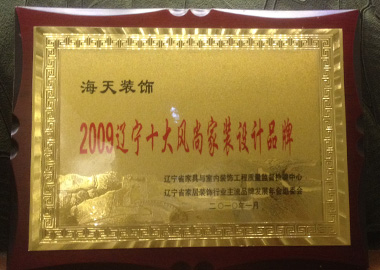 海天装饰
2009辽宁十大风尚家装设计品牌
辽宁省家具与室内装饰工程质量监督检测中心
辽宁省家居装饰行业主流品牌发展年会组委会
二〇一〇年一月